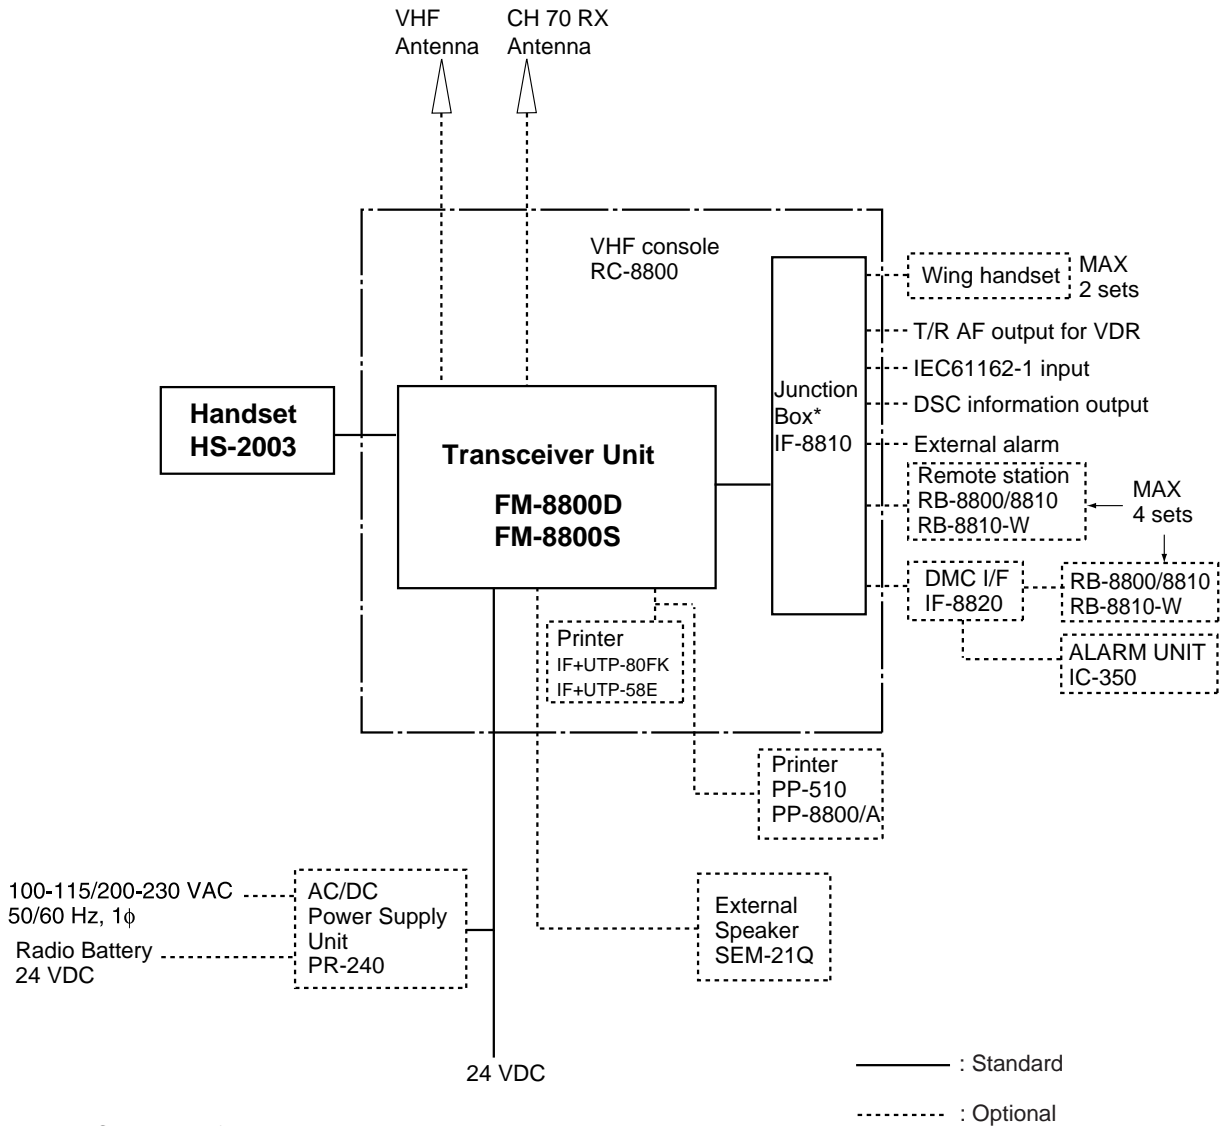 VHF
Antenna
CH 70 RX
Antenna
VHF console
RC-8800
Wing handset
MAX
2 sets
T/R AF output for VDR
IEC61162-1 input
DSC information output
External alarm
Junction
Box*
IF-8810
Handset
HS-2003
Transceiver Unit
FM-8800D
FM-8800S
Remote station
RB-8800/8810
RB-8810-W
MAX
4 sets
DMC I/F
IF-8820
RB-8800/8810
RB-8810-W
ALARM UNIT
IC-350
Printer
IF+UTP-80FK
IF+UTP-58E
Printer
PP-510
PP-8800/A
100-115/200-230 VAC
50/60 Hz, 1ϕ
Radio Battery
24 VDC
AC/DC
Power Supply
Unit
PR-240
External
Speaker
SEM-21Q
24 VDC
: Standard
: Optional